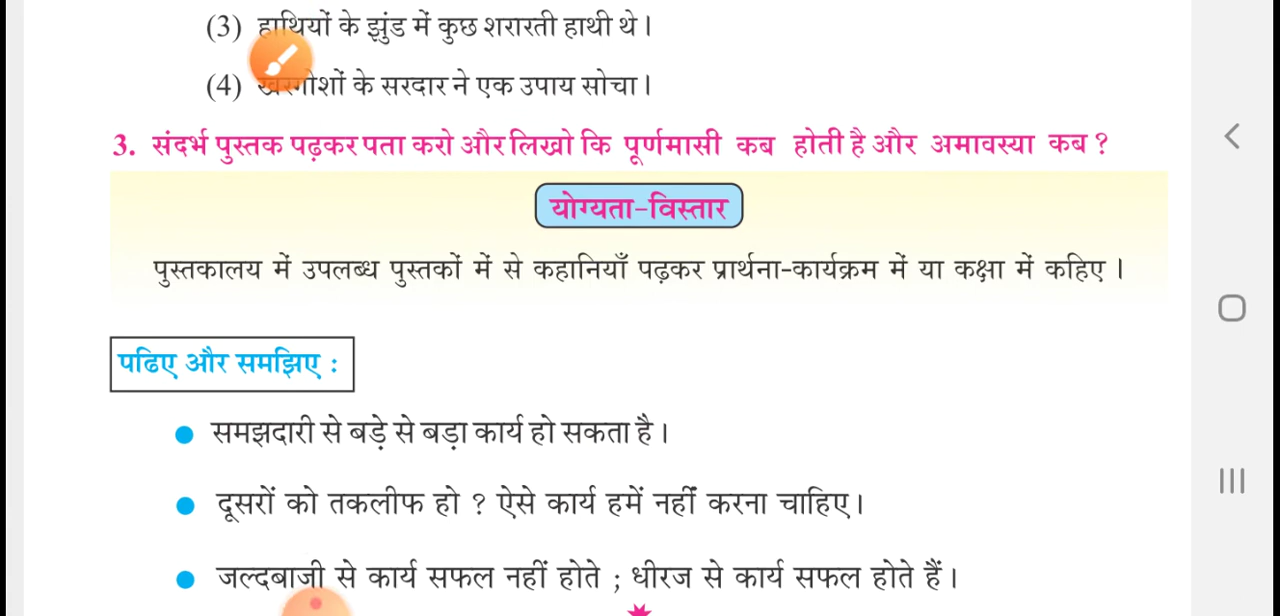 (3) हाथियों के झुंड में कुछ शरारती हाथी थे।
(4) खरगोशों के सरदार ने एक उपाय सोचा।
3. संदर्भ पुस्तक पढ़कर पता करो और लिखो कि पूर्णमासी कब होती है और अमावस्या कब ?
योग्यता-विस्तार
पुस्तकालय में उपलब्ध पुस्तकों में से कहानियाँ पढ़कर प्रार्थना-कार्यक्रम में या कक्षा में कहिए ।
पढिए और समझिए :
● समझदारी से बड़े से बड़ा कार्य हो सकता है।
● दूसरों को तकलीफ हो ? ऐसे कार्य हमें नहीं करना चाहिए।
● जल्दबाजी से कार्य सफल नहीं होते ; धीरज से कार्य सफल होते हैं।